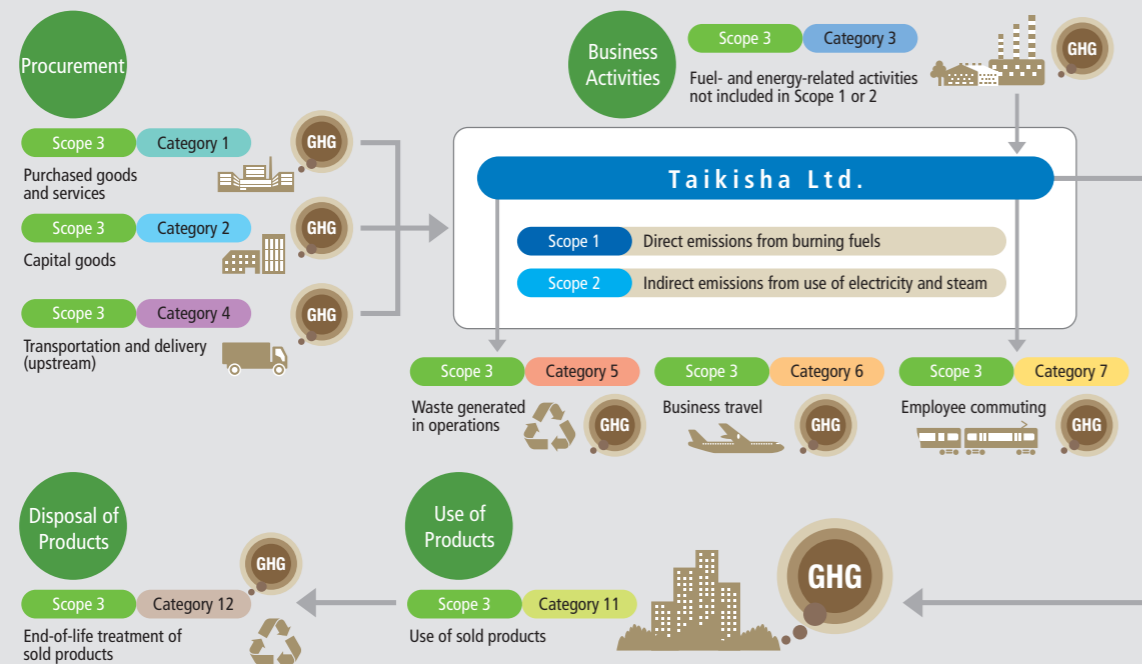 Procurement
Scope 3 Category 1 GHG
Purchased goods
and services
Scope 3 Category 2 GHG
Capital goods
Scope 3 Category 4 GHG
Transportation and delivery
(upstream)
Business
Activities
Scope 3 Category 3 GHG
Fuel- and energy-related activities
not included in Scope 1 or 2
Taikisha Ltd.
Scope 1 Direct emissions from burning fuels
Scope 2 Indirect emissions from use of electricity and steam
Scope 3 Category 5
Waste generated
in operations
GHG
Scope 3 Category 6
Business travel
GHG
Scope 3 Category 7
Employee commuting
GHG
Use of
Products
Scope 3 Category 11
Use of sold products
GHG
Disposal of
Products
GHG
Scope 3 Category 12
End-of-life treatment of
sold products